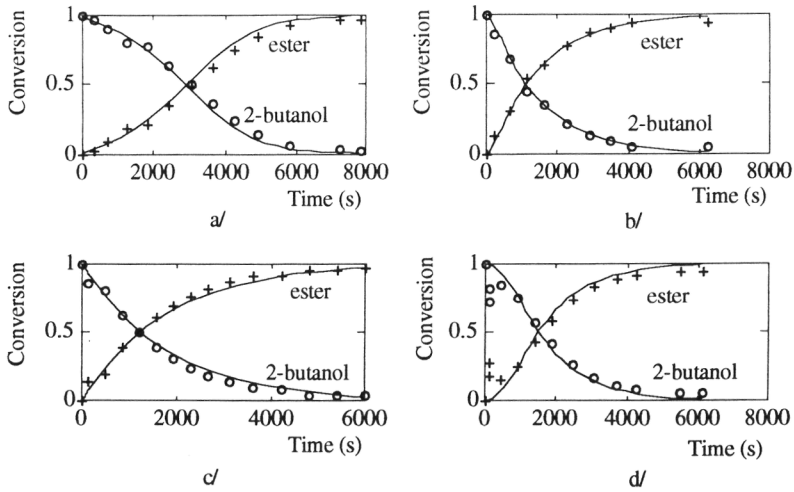 Conversion
1
0.5
0
ester
2-butanol
0 2000 4000 6000 8000
Time (s)
a/
Conversion
1
0.5
0
ester
2-butanol
0 2000 4000 6000 8000
Time (s)
b/
Conversion
1
0.5
0
ester
2-butanol
0 2000 4000 6000
Time (s)
c/
Conversion
1
0.5
0
ester
2-butanol
0 2000 4000 6000 8000
Time (s)
d/